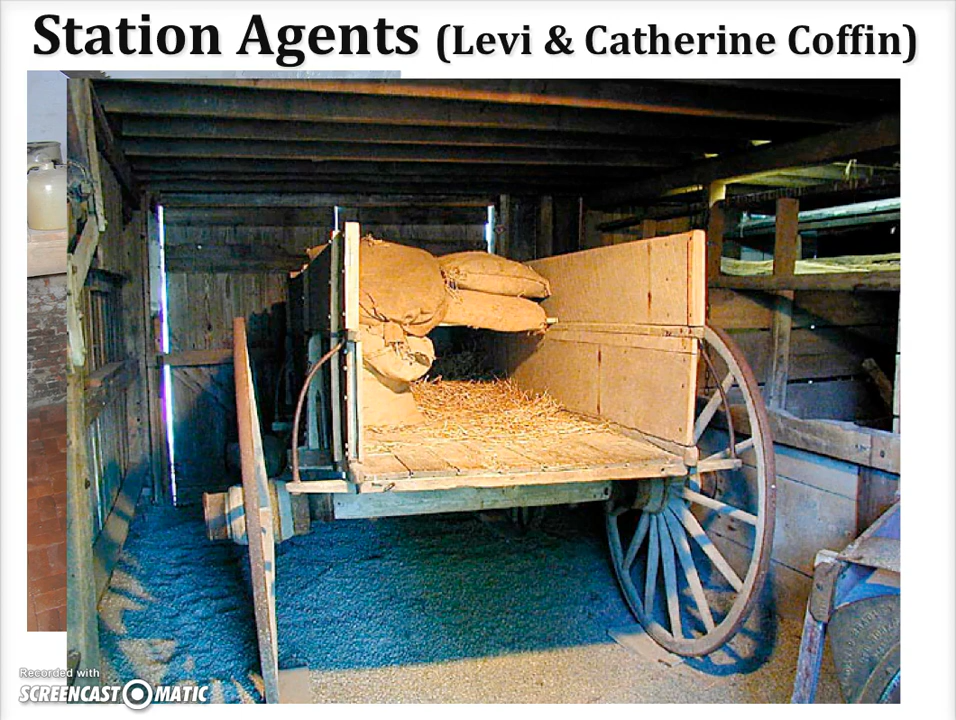 Station Agents (Levi & Catherine Coffin)
Recorded with
SCREENCAST-O-MATIC